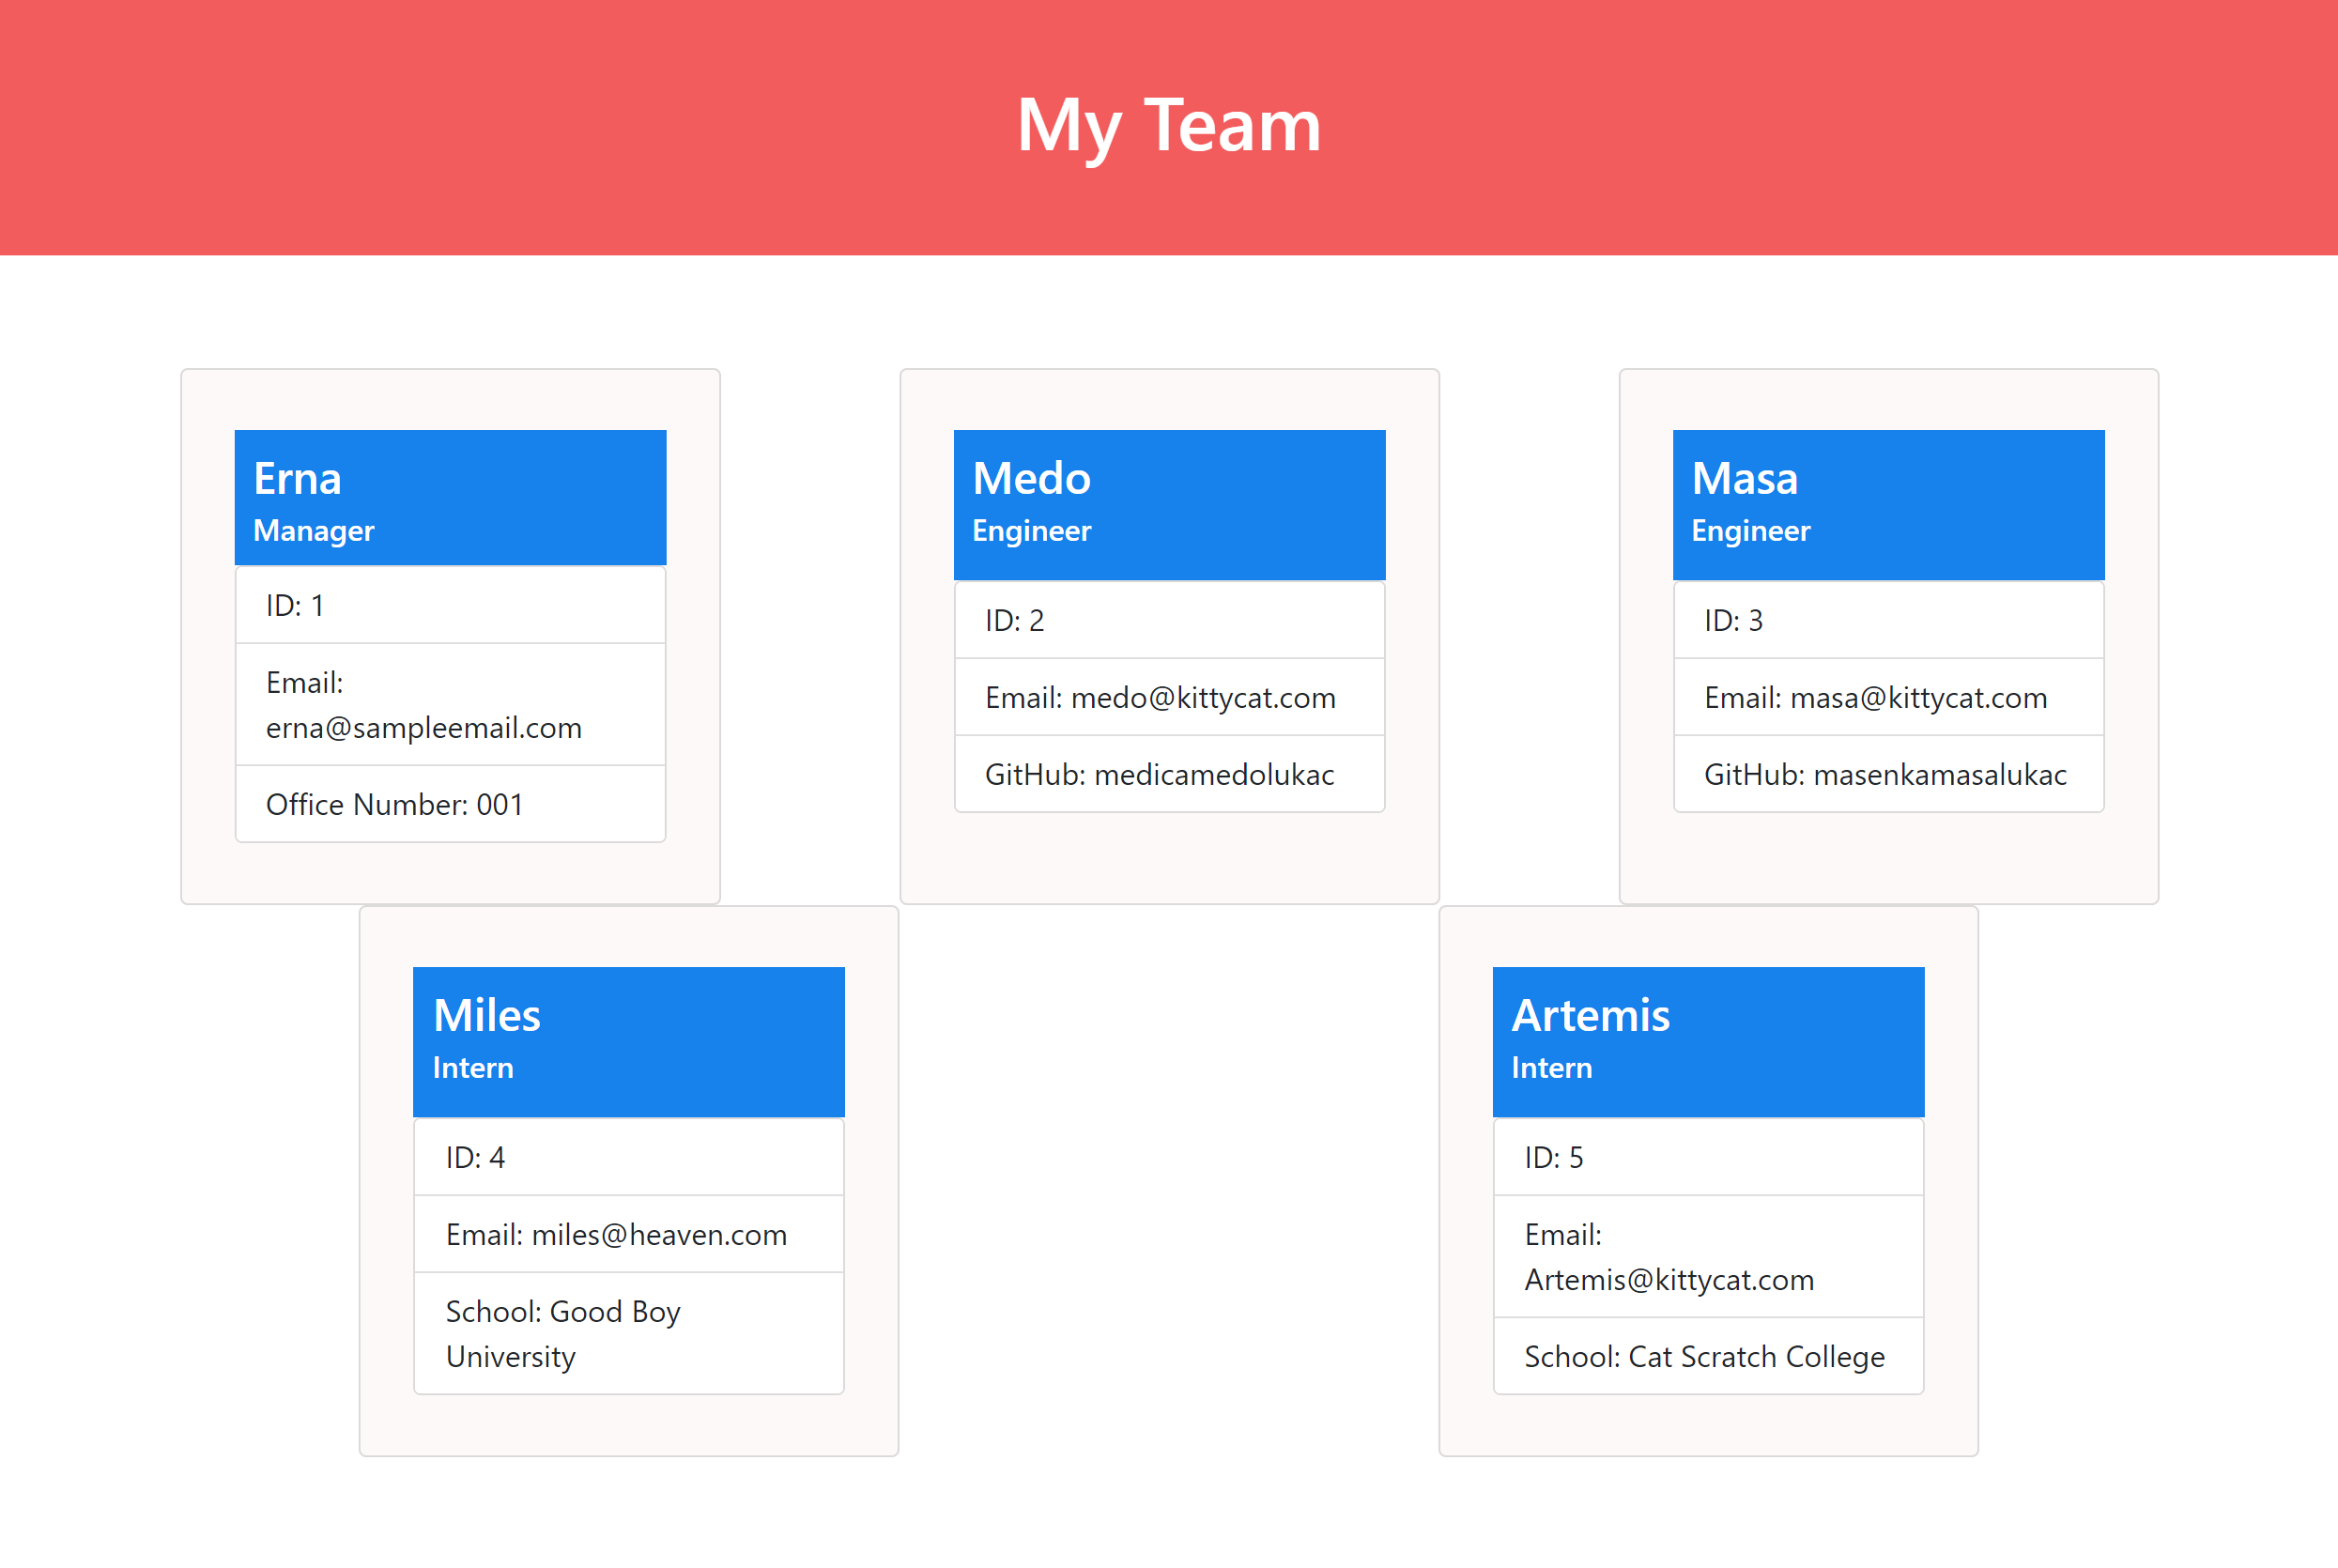 My Team
Erna
Manager
ID: 1
Email:
erna@sampleemail.com
Office Number: 001
Medo
Engineer
ID: 2
Email: medo@kittycat.com
GitHub: medicamedolukac
Masa
Engineer
ID: 3
Email: masa@kittycat.com
GitHub: masenkamasalukac
Miles
Intern
ID: 4
Email: miles@heaven.com
School: Good Boy
University
Artemis
Intern
ID: 5
Email:
Artemis@kittycat.com
School: Cat Scratch College